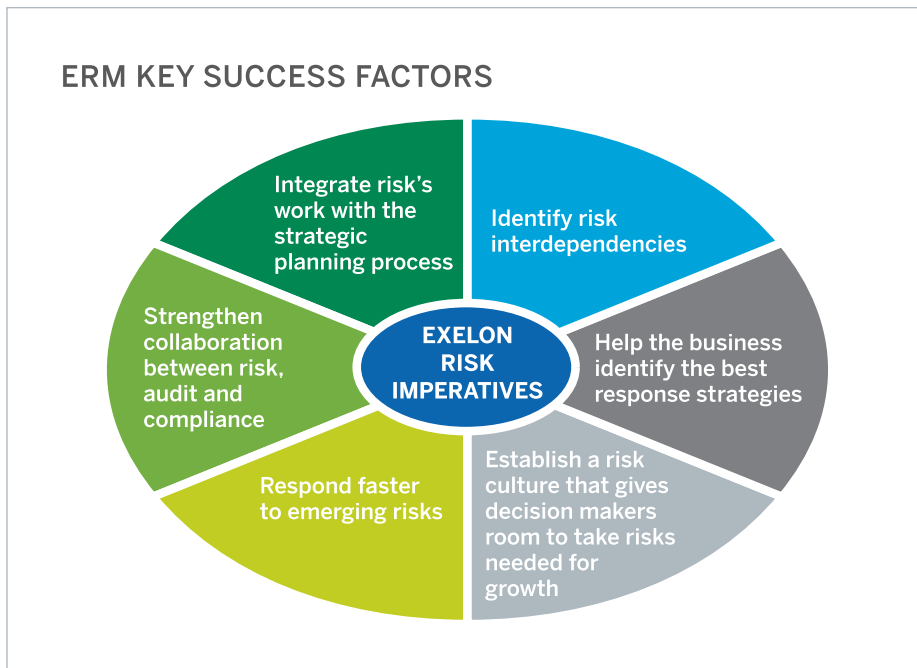 ERM KEY SUCCESS FACTORS
Integrate risk's
work with the
strategic
planning process
Identify risk
interdependencies
Strengthen
collaboration
between risk,
audit and
compliance
EXELON
RISK
IMPERATIVES
Help the business
identify the best
response strategies
Respond faster
to emerging risks
Establish a risk
culture that gives
decision makers
room to take risks
needed for
growth